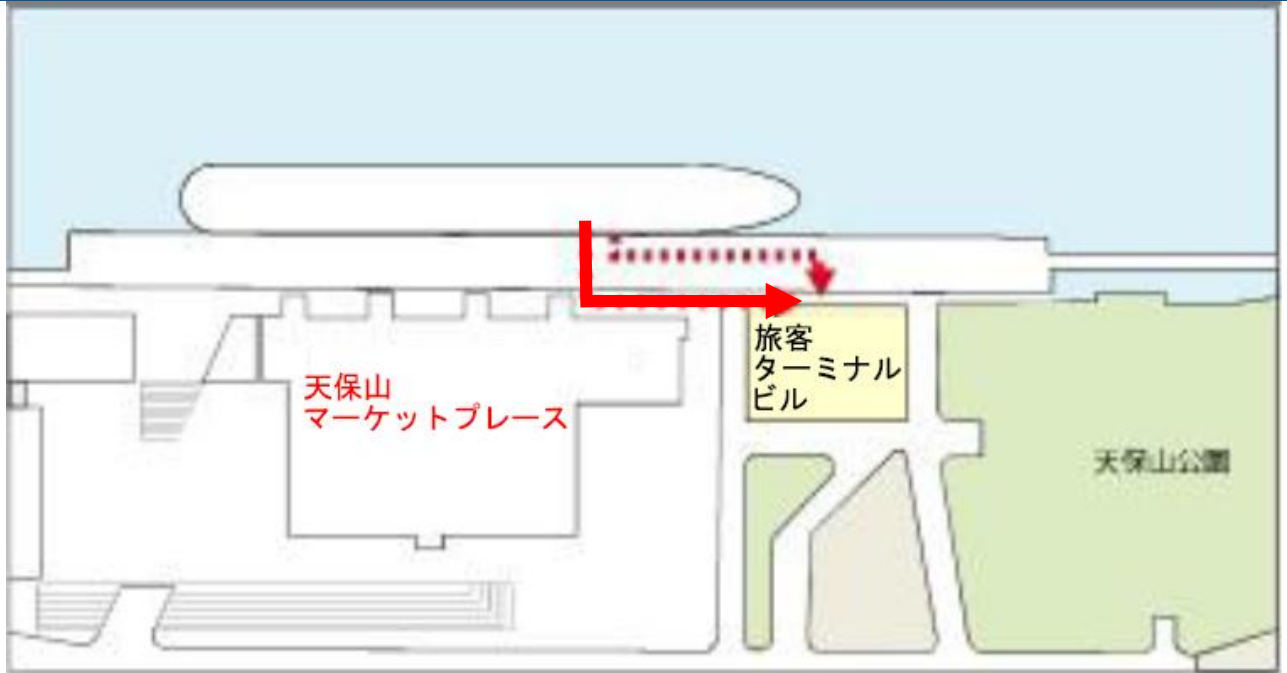 旅客
ターミナル
ビル
天保山
マーケットプレース
天保山公園